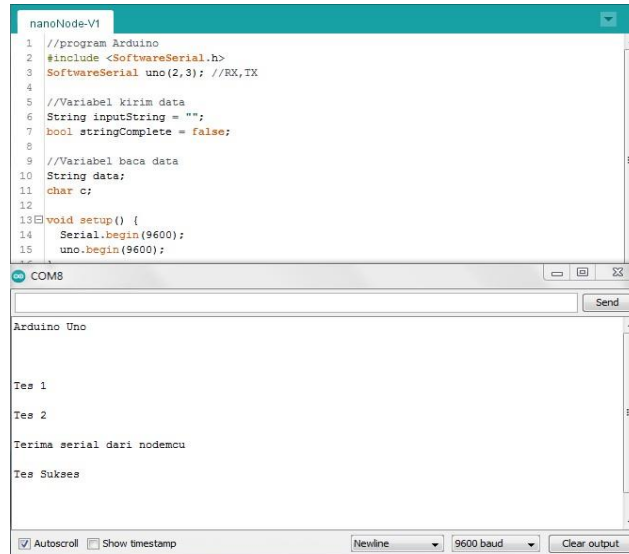 nanoNode-V1
1 //program Arduino
2 #include <SoftwareSerial.h>
3 SoftwareSerial uno(2,3); //RX,TX
4
5 //Variabel kirim data
6 String inputString = "";
7 bool stringComplete = false;
8
9 //Variabel baca data
10 String data;
11 char c;
12
13 void setup() {
14 Serial.begin(9600);
15 uno.begin(9600);
COM8
Send
Arduino Uno
Tes 1
Tes 2
Terima serial dari nodemcu
Tes Sukses
Autoscroll Show timestamp Newline 9600 baud Clear output